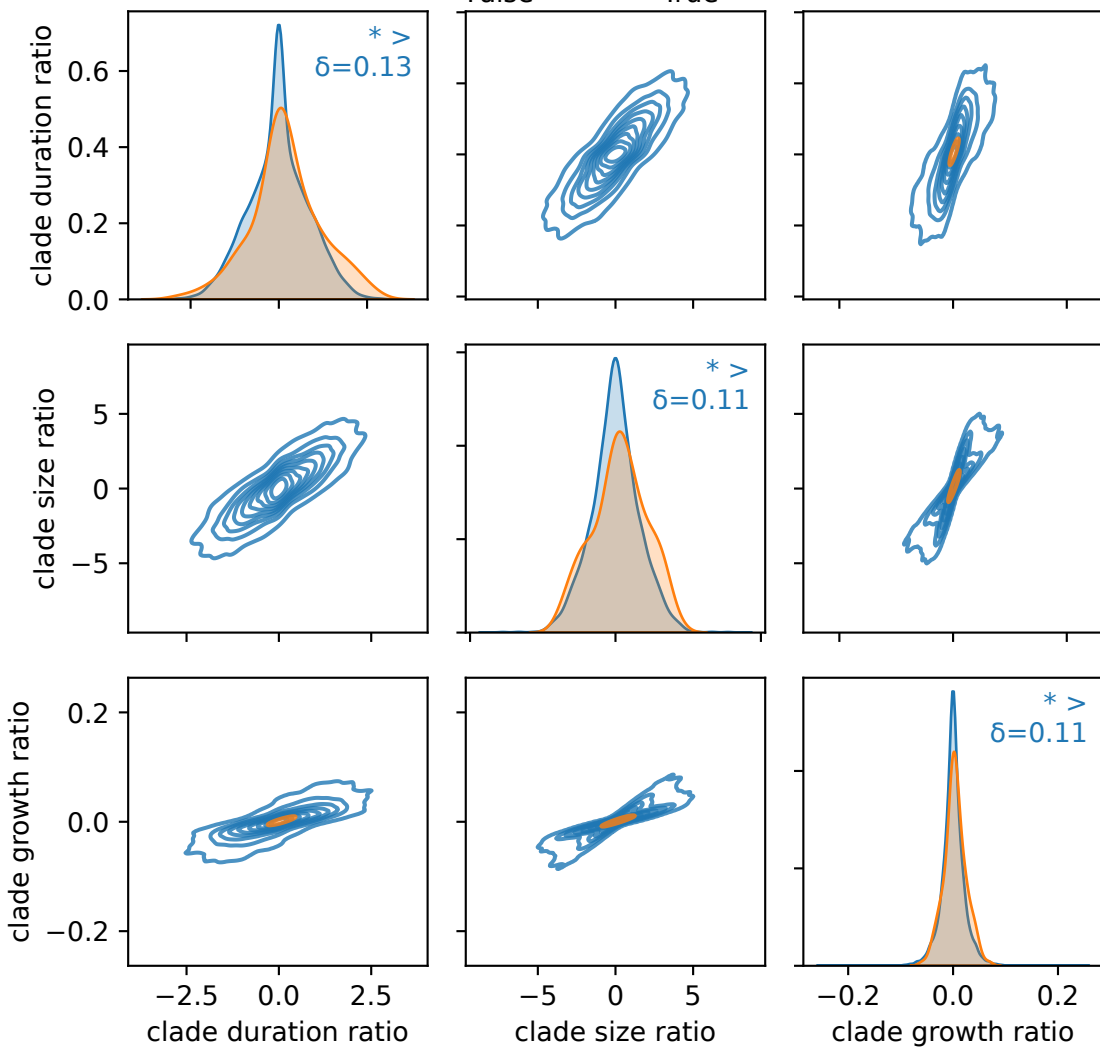 clade duration ratio
0.6
0.4
0.2
0.0
* >
δ=0.13
clade size ratio
5
0
−5
* >
δ=0.11
clade growth ratio
0.2
0.0
−0.2
* >
δ=0.11
−2.5 0.0 2.5
−5 0 5
−0.2 0.0 0.2
clade duration ratio
clade size ratio
clade growth ratio